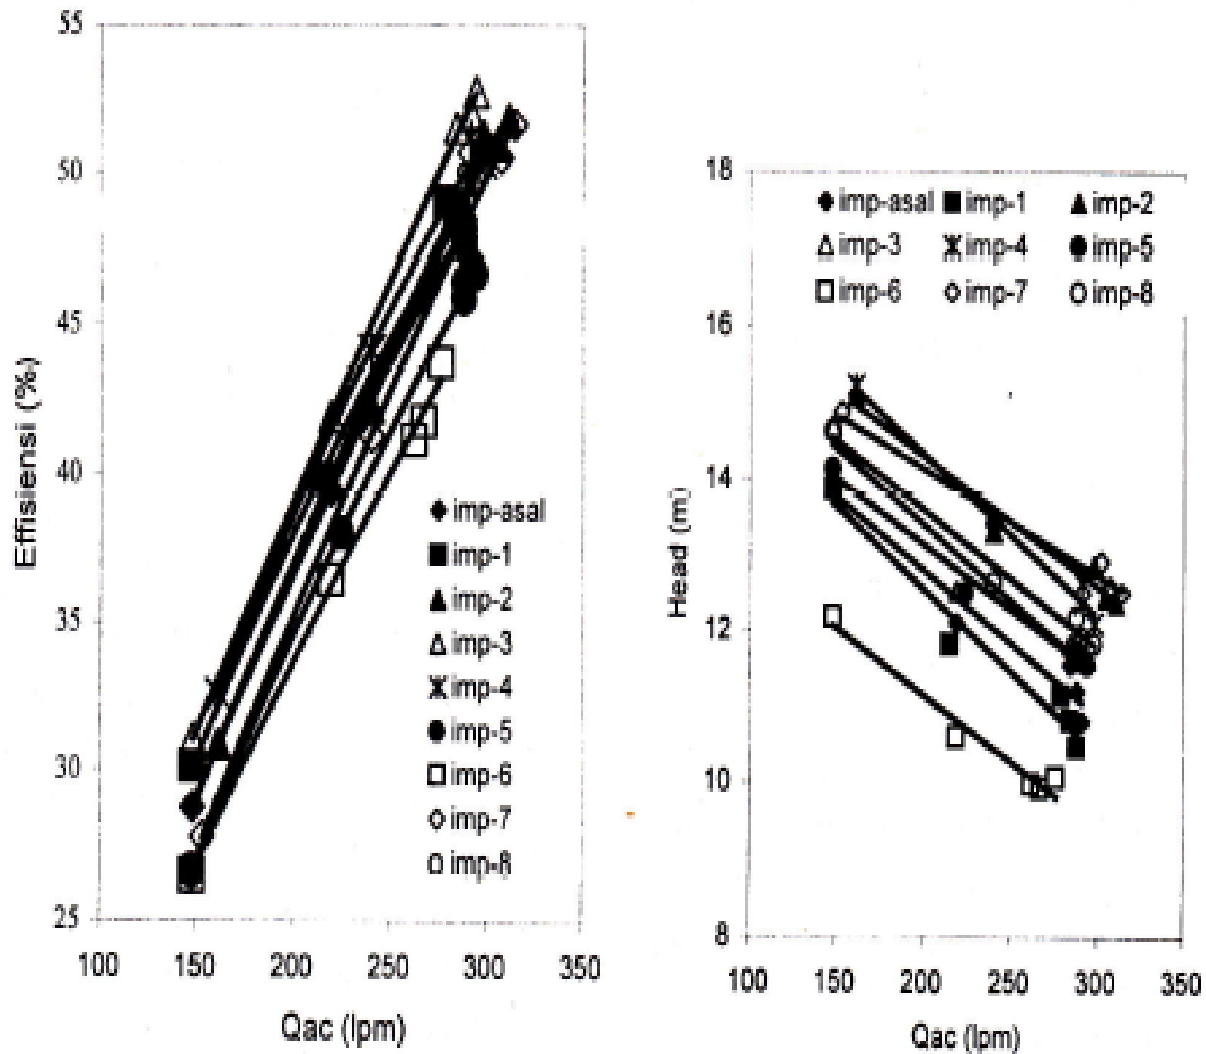 55
50
45
40
35
30
25
Effisiensi (%)
imp-asal
imp-1
imp-2
imp-3
imp-4
imp-5
imp-6
imp-7
imp-8
100 150 200 250 300 350
Qac (lpm)
18
16
14
12
10
8
Head (m)
imp-asal imp-1 imp-2
imp-3 imp-4 imp-5
imp-6 imp-7 imp-8
100 150 200 250 300 350
Qac (lpm)